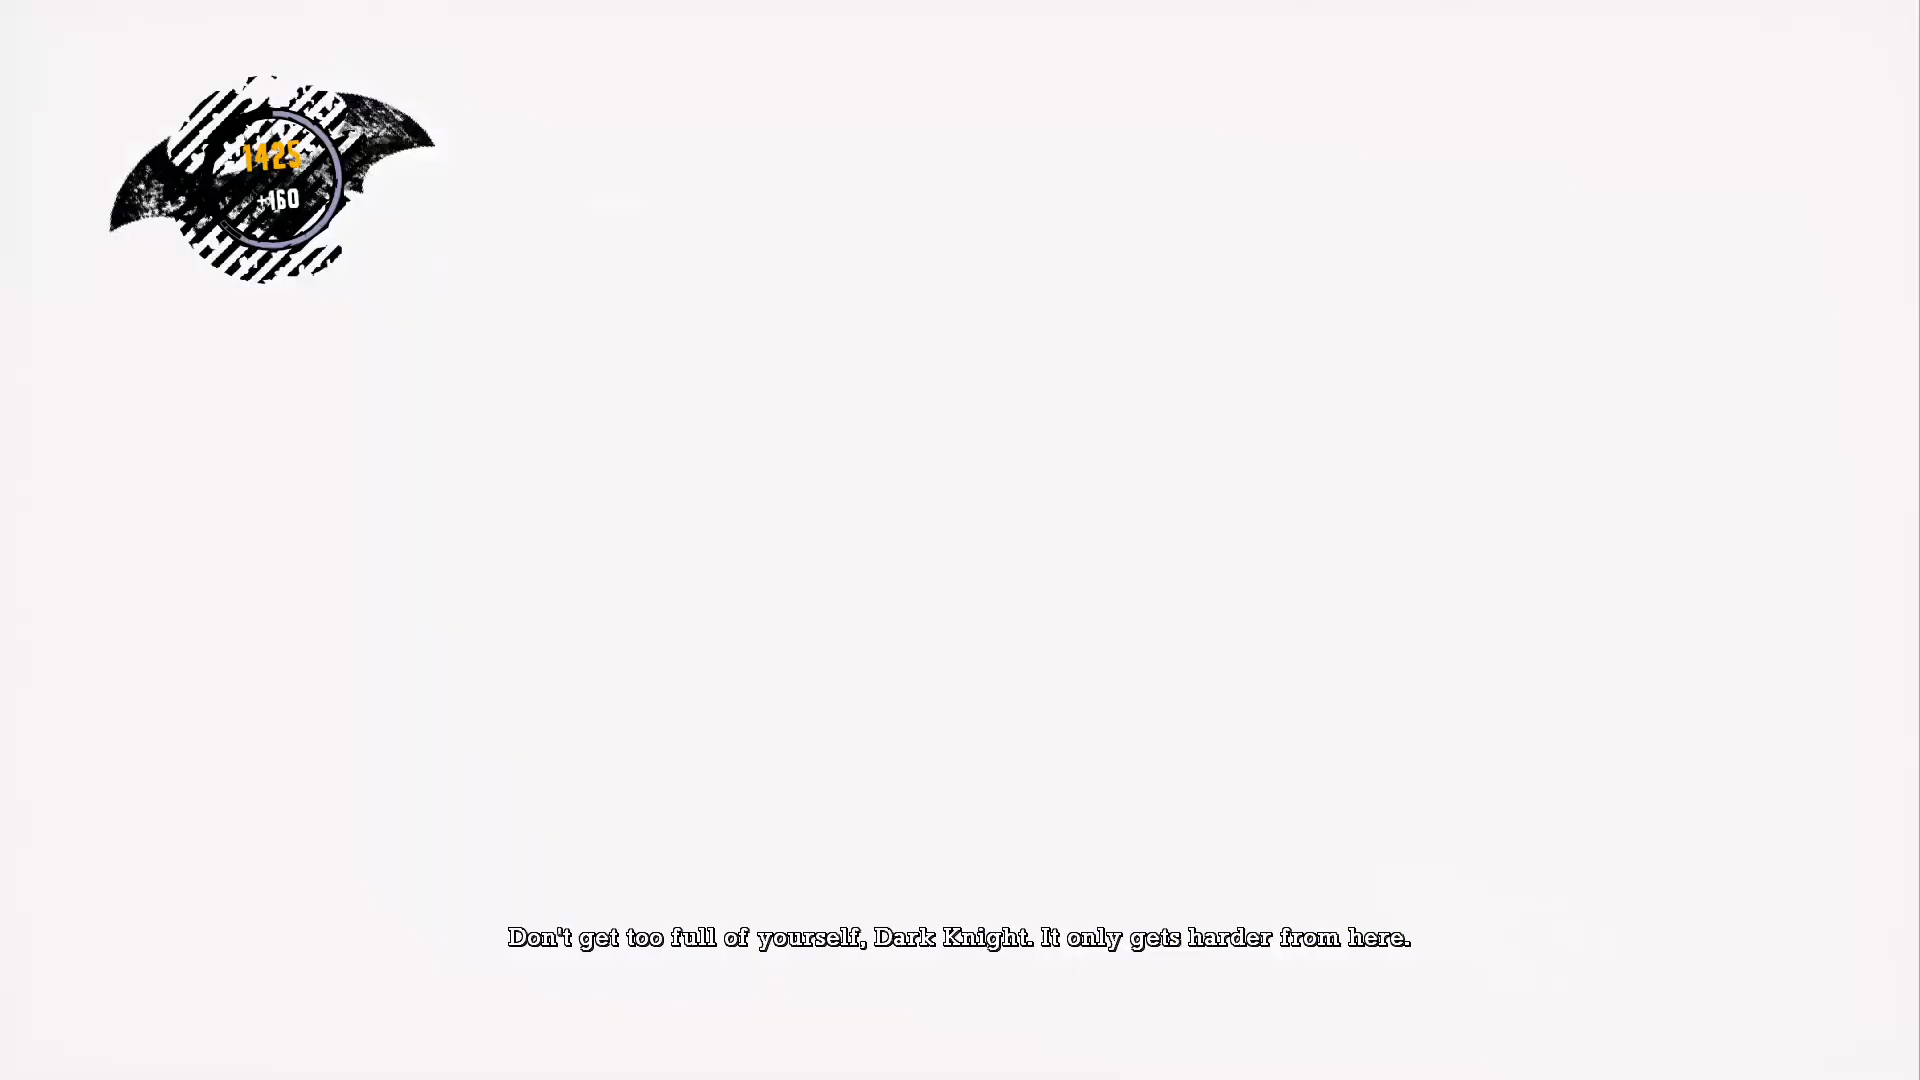 1425
+160
Don't get too full of yourself, Dark Knight. It only gets harder from here.